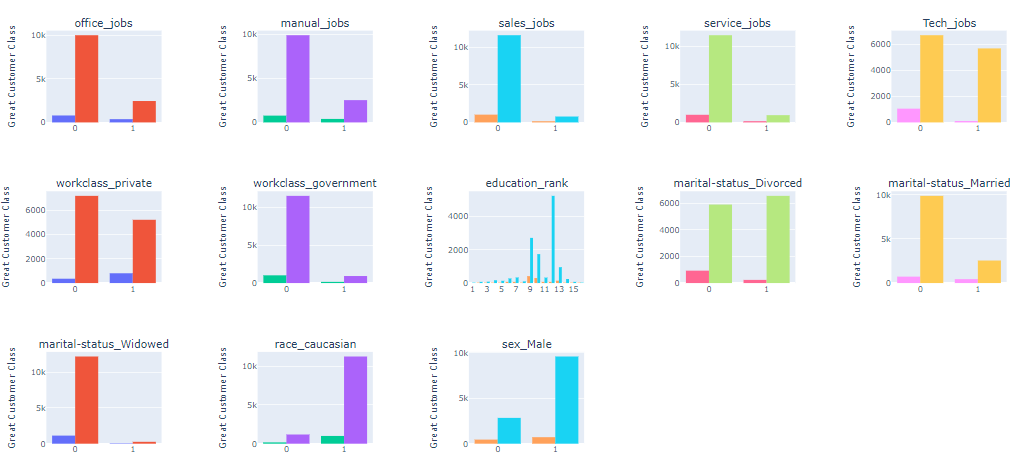 office_jobs
manual_jobs
sales_jobs
service_jobs
Tech_jobs
Great Customer Class
10k
5k
0
0
1
Great Customer Class
10k
5k
0
0
1
Great Customer Class
10k
5k
0
0
1
Great Customer Class
10k
5k
0
0
1
Great Customer Class
6000
4000
2000
0
0
1
workclass_private
workclass_government
education_rank
marital-status_Divorced
marital-status_Married
Great Customer Class
6000
4000
2000
0
0
1
Great Customer Class
10k
5k
0
0
1
Great Customer Class
4000
2000
0
1
3
5
7
9
11
13
15
Great Customer Class
6000
4000
2000
0
0
1
Great Customer Class
10k
5k
0
0
1
marital-status_Widowed
race_caucasian
sex_Male
Great Customer Class
10k
5k
0
0
1
Great Customer Class
10k
5k
0
0
1
Great Customer Class
10k
5k
0
0
1